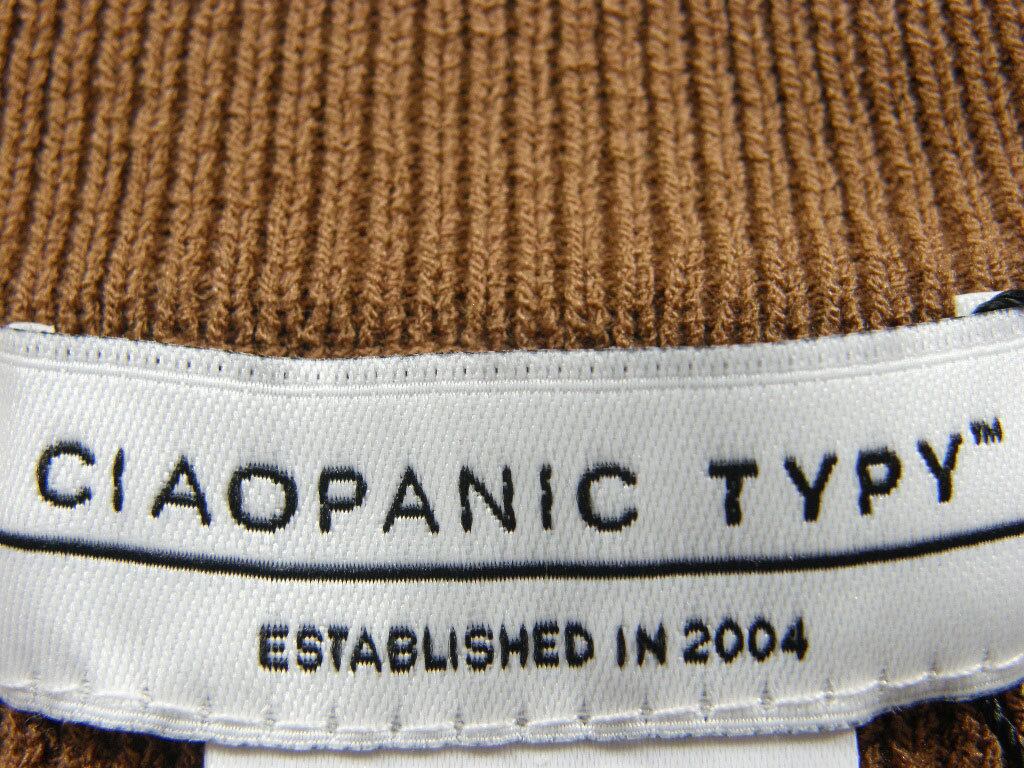 CIAOPANIC TYPY™
ESTABLISHED IN 2004